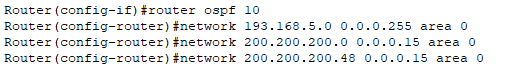 Router(config-if)#router ospf 10
Router(config-router)#network 193.168.5.0 0.0.0.255 area 0
Router(config-router)#network 200.200.200.0 0.0.0.15 area 0
Router(config-router)#network 200.200.200.48 0.0.0.15 area 0